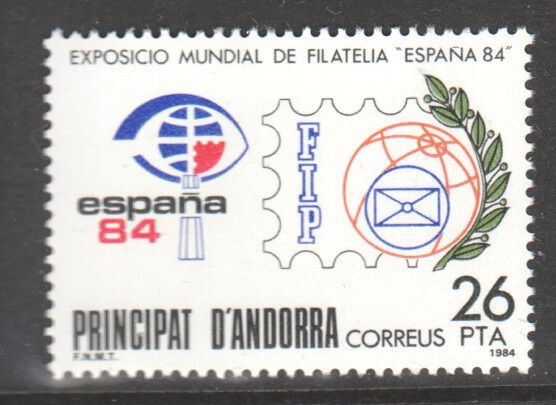 EXPOSICIO MUNDIAL DE FILATELIA "ESPAÑA 84"
españa
84
FIP
26
PRINCIPAT D'ANDORRA CORREUS PTA
F.N.M.T. 1984